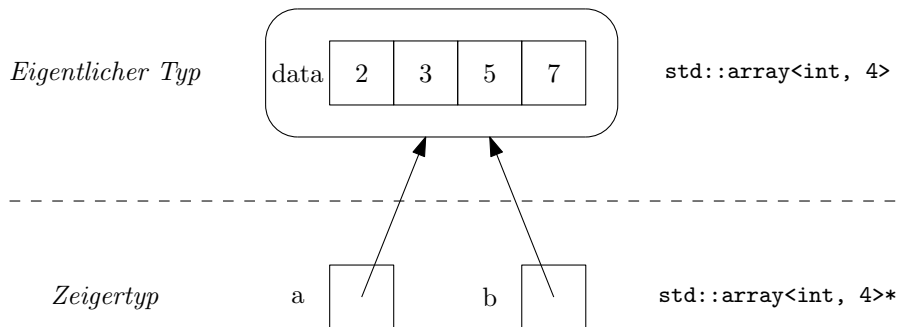 Eigentlicher Typ data 2 3 5 7 std::array<int, 4>
Zeigertyp a b std::array<int, 4>*